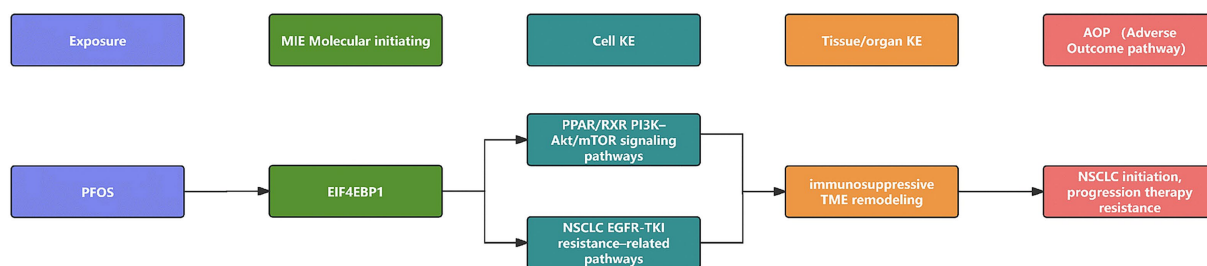 Exposure
MIE Molecular initiating
Cell KE
Tissue/organ KE
AOP （Adverse
Outcome pathway）
PFOS
EIF4EBP1
PPAR/RXR PI3K–
Akt/mTOR signaling
pathways
NSCLC EGFR-TKI
resistance–related
pathways
immunosuppressive
TME remodeling
NSCLC initiation,
progression therapy
resistance